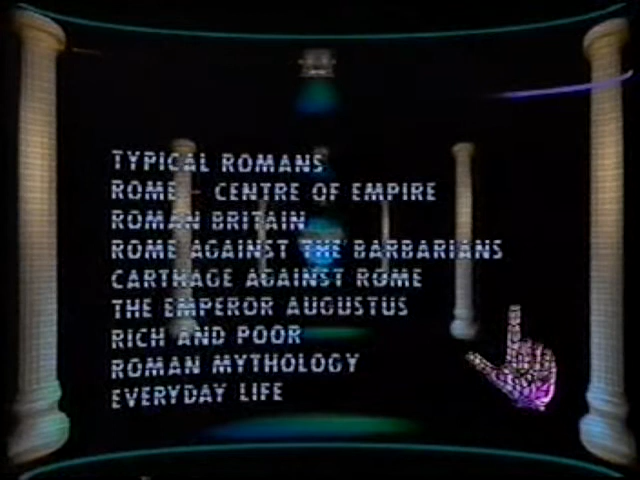 TYPICAL ROMANS
ROME - CENTRE OF EMPIRE
ROMAN BRITAIN
ROME AGAINST THE BARBARIANS
CARTHAGE AGAINST ROME
THE EMPEROR AUGUSTUS
RICH AND POOR
ROMAN MYTHOLOGY
EVERYDAY LIFE